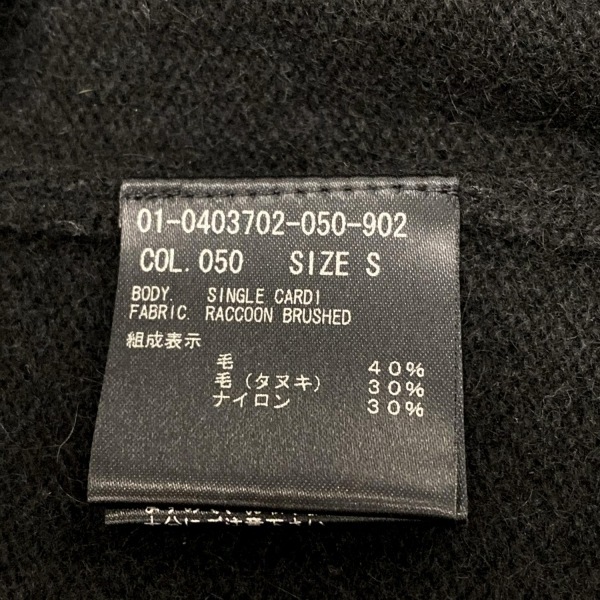 01-0403702-050-902
COL. 050 SIZE S
BODY. SINGLE CARDI
FABRIC. RACCOON BRUSHED
組成表示
毛 40%
毛(タヌキ) 30%
ナイロン 30%